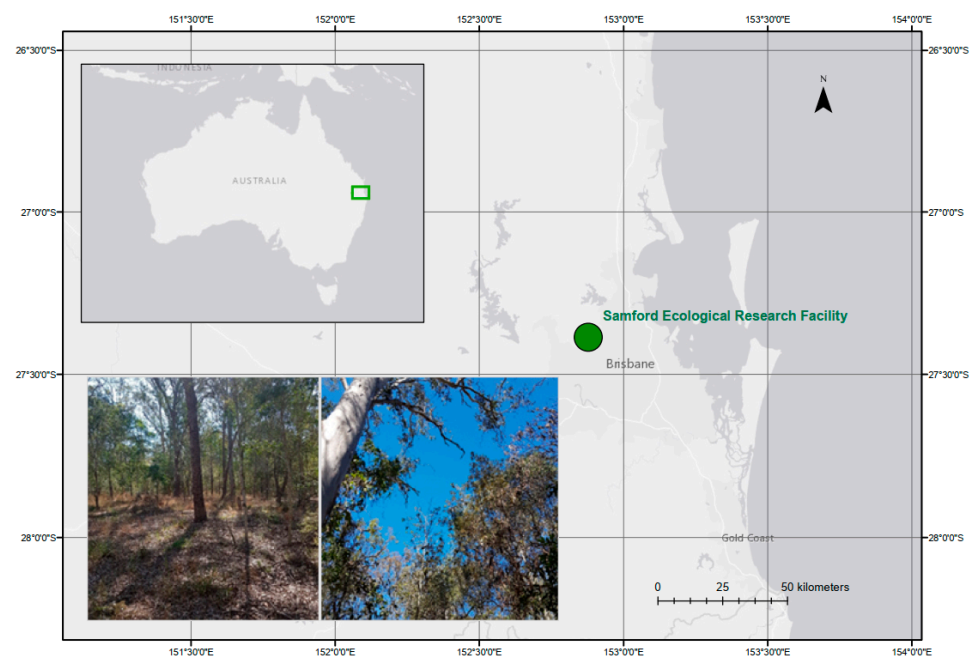 151°30'0"E 152°0'0"E 152°30'0"E 153°0'0"E 153°30'0"E 154°0'0"E
26°30'0"S 26°30'0"S
INDONESIA
N
AUSTRALIA
27°0'0"S 27°0'0"S
Samford Ecological Research Facility
Brisbane
27°30'0"S 27°30'0"S
28°0'0"S Gold Coast 28°0'0"S
0 25 50 kilometers
151°30'0"E 152°0'0"E 152°30'0"E 153°0'0"E 153°30'0"E 154°0'0"E